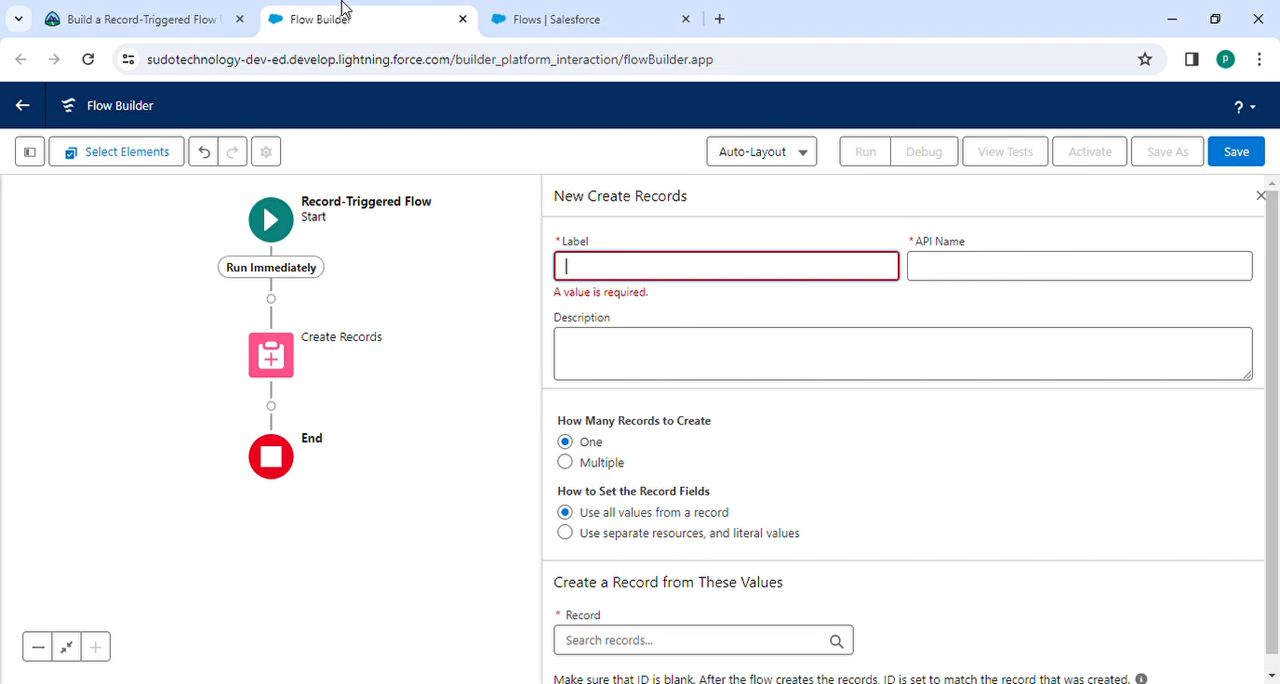 Build a Record-Triggered Flow
Flow Builder
Flows | Salesforce
sudotechnology-dev-ed.develop.lightning.force.com/builder_platform_interaction/flowBuilder.app
P
Flow Builder
?
Select Elements
Auto-Layout
Run
Debug
View Tests
Activate
Save As
Save
Record-Triggered Flow
Start
Run Immediately
Create Records
End
New Create Records
* Label
* API Name
A value is required.
Description
How Many Records to Create
One
Multiple
How to Set the Record Fields
Use all values from a record
Use separate resources, and literal values
Create a Record from These Values
* Record
Search records...
Make sure that ID is blank. After the flow creates the records, ID is set to match the record that was created.